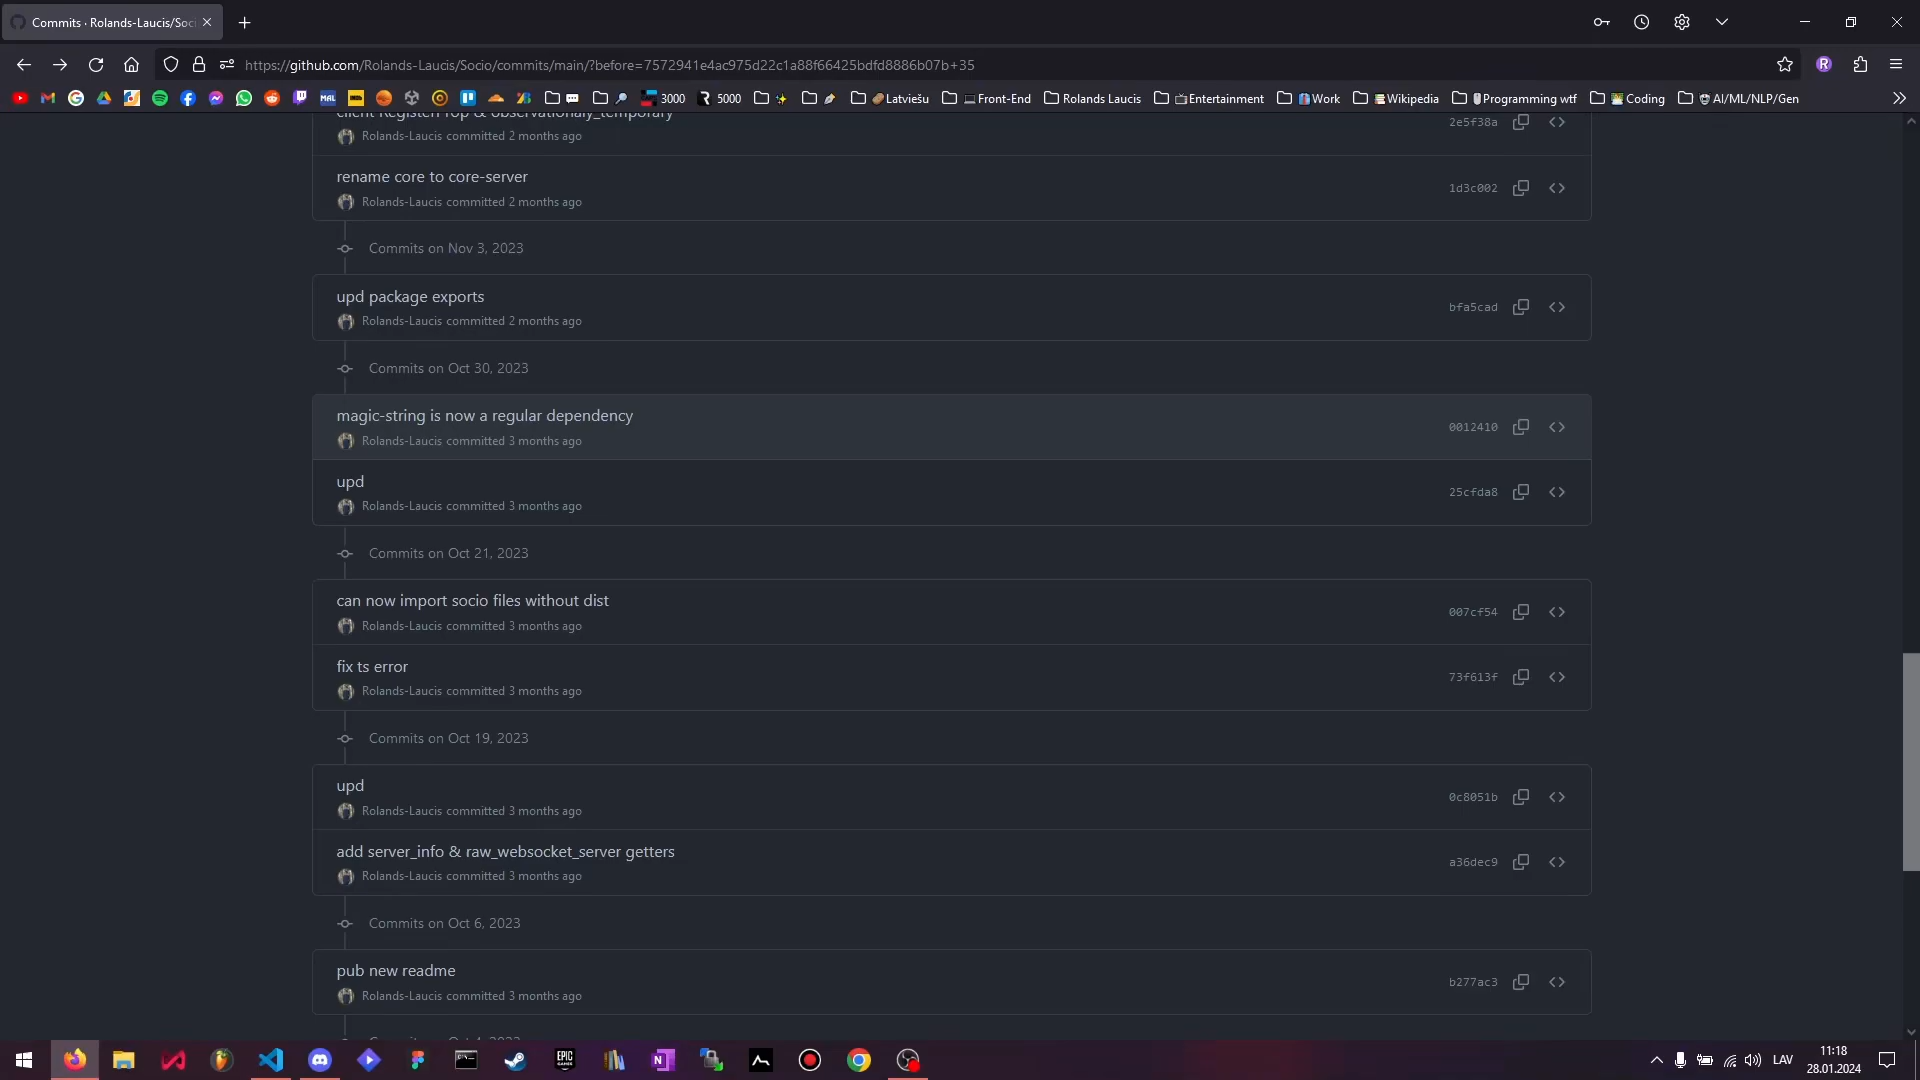 Commits · Rolands-Laucis/Soci
https://github.com/Rolands-Laucis/Socio/commits/main/?before=7572941e4ac975d22c1a88f66425bdfd8886b07b+35
3000
5000
Latviešu
Front-End
Rolands Laucis
Entertainment
Work
Wikipedia
Programming wtf
Coding
AI/ML/NLP/Gen
2e5f38a
Rolands-Laucis committed 2 months ago
rename core to core-server
1d3c002
Rolands-Laucis committed 2 months ago
Commits on Nov 3, 2023
upd package exports
bfa5cad
Rolands-Laucis committed 2 months ago
Commits on Oct 30, 2023
magic-string is now a regular dependency
0012410
Rolands-Laucis committed 3 months ago
upd
25cfda8
Rolands-Laucis committed 3 months ago
Commits on Oct 21, 2023
can now import socio files without dist
007cf54
Rolands-Laucis committed 3 months ago
fix ts error
73f613f
Rolands-Laucis committed 3 months ago
Commits on Oct 19, 2023
upd
0c8051b
Rolands-Laucis committed 3 months ago
add server_info & raw_websocket_server getters
a36dec9
Rolands-Laucis committed 3 months ago
Commits on Oct 6, 2023
pub new readme
b277ac3
Rolands-Laucis committed 3 months ago
LAV
11:18
28.01.2024